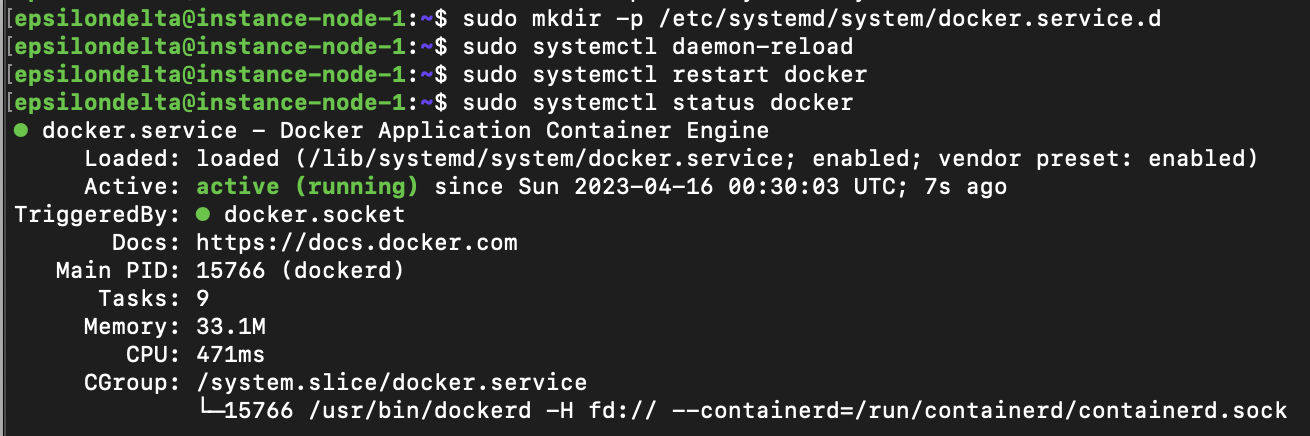 [epsilondelta@instance-node-1:~$ sudo mkdir -p /etc/systemd/system/docker.service.d
[epsilondelta@instance-node-1:~$ sudo systemctl daemon-reload
[epsilondelta@instance-node-1:~$ sudo systemctl restart docker
[epsilondelta@instance-node-1:~$ sudo systemctl status docker
● docker.service – Docker Application Container Engine
Loaded: loaded (/lib/systemd/system/docker.service; enabled; vendor preset: enabled)
Active: active (running) since Sun 2023-04-16 00:30:03 UTC; 7s ago
TriggeredBy: ● docker.socket
Docs: https://docs.docker.com
Main PID: 15766 (dockerd)
Tasks: 9
Memory: 33.1M
CPU: 471ms
CGroup: /system.slice/docker.service
└─15766 /usr/bin/dockerd -H fd:// --containerd=/run/containerd/containerd.sock